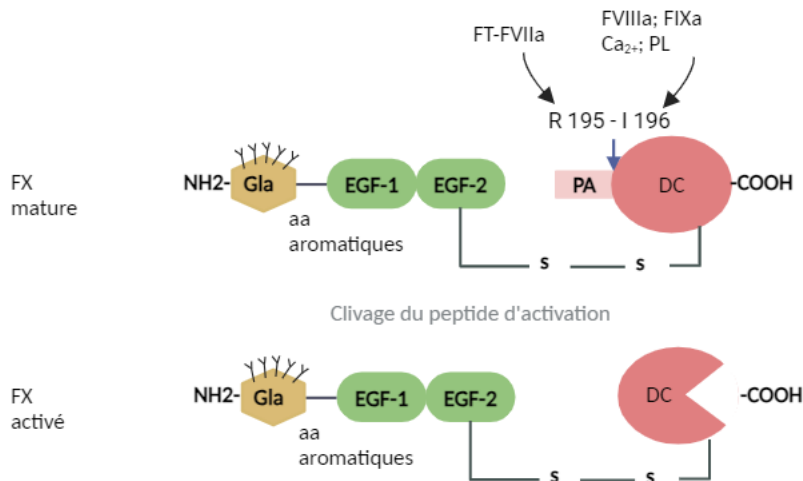 FT-FVIIa
FVIIIa; FIXa
Ca2+; PL
R 195 - I 196
FX
mature
NH2-
Gla
EGF-1
EGF-2
PA
DC
-COOH
aa
aromatiques
s
s
Clivage du peptide d'activation
FX
activé
NH2-
Gla
EGF-1
EGF-2
DC
-COOH
aa
aromatiques
s
s